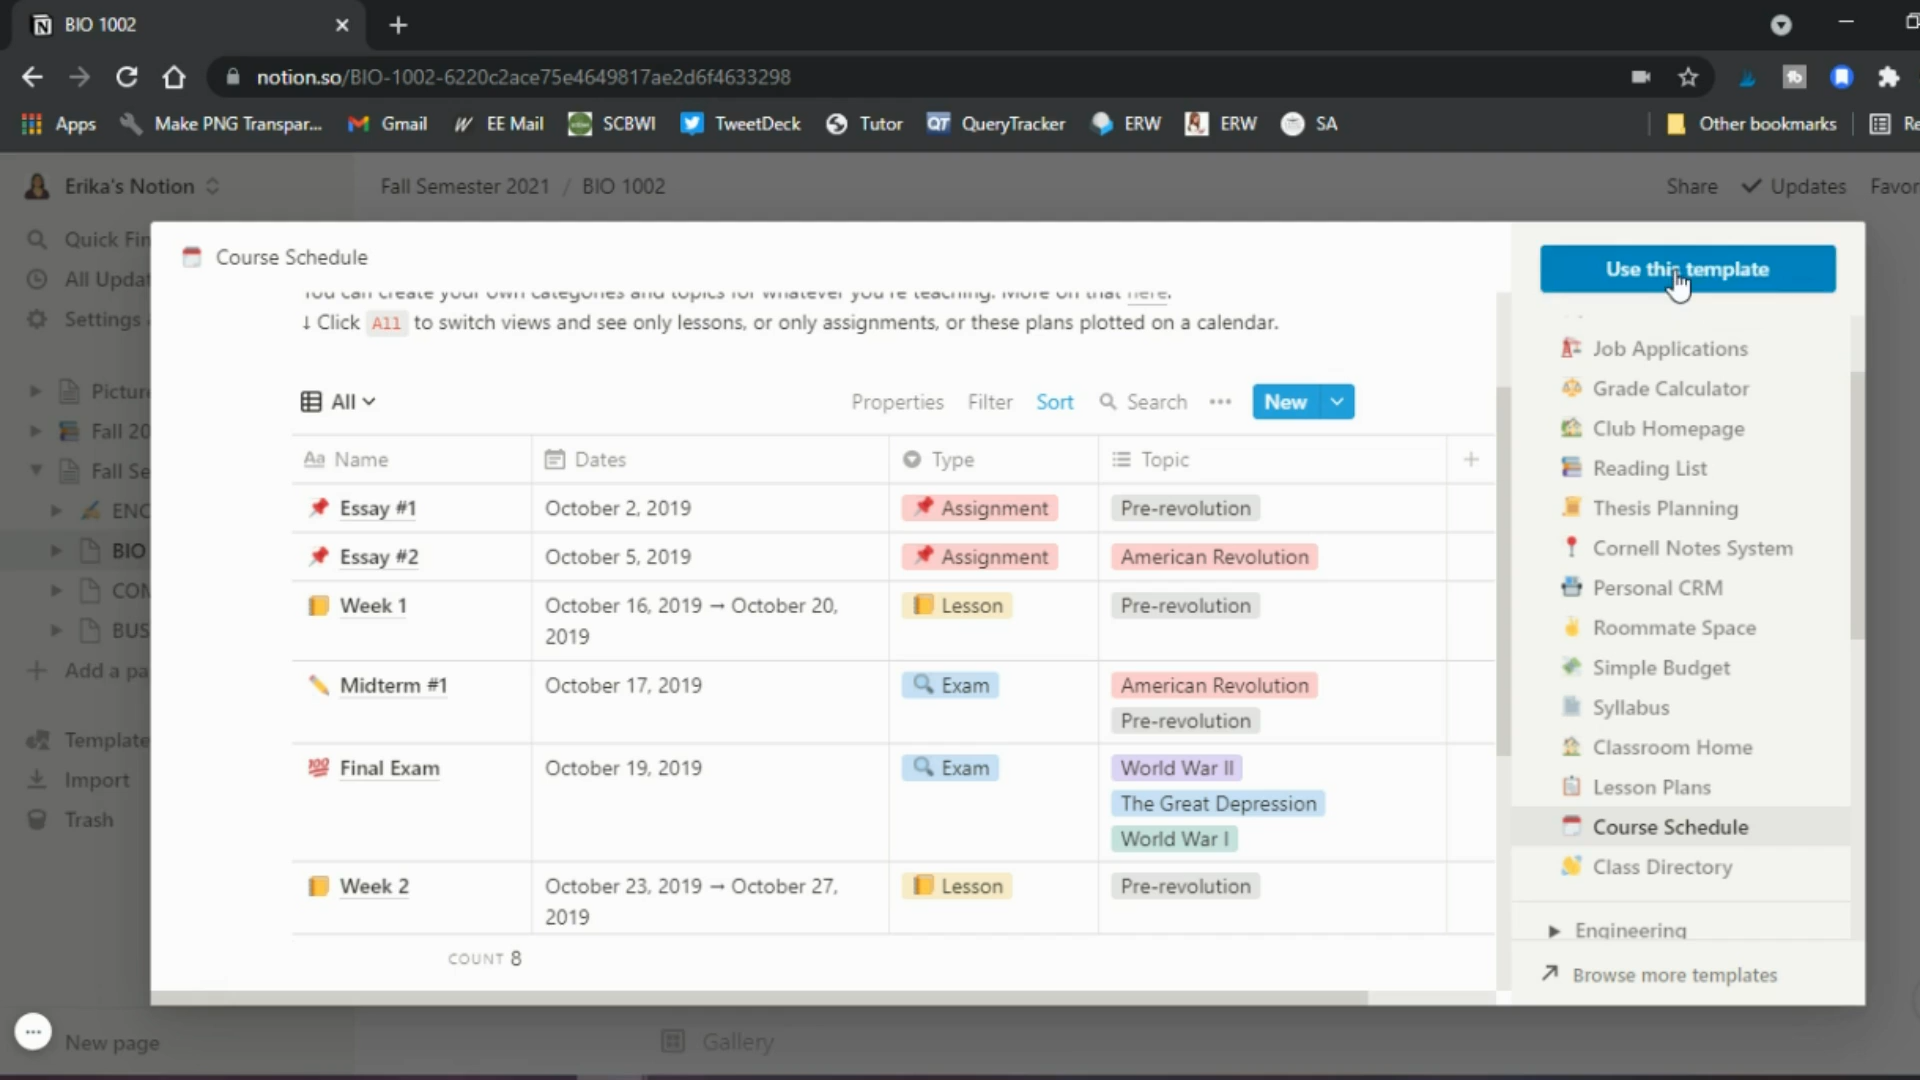 BIO 1002
notion.so/BIO-1002-6220c2ace75e4649817ae2d6f4633298
Apps Make PNG Transpar... Gmail EE Mail SCBWI TweetDeck Tutor QueryTracker ERW ERW SA Other bookmarks Re
Erika's Notion Fall Semester 2021 / BIO 1002 Share Updates Favor
Quick Fin
All Updat
Settings
Pictur
Fall 20
Fall Se
ENC
BIO
CON
BUS
Add a pa
Template
Import
Trash
New page
Course Schedule
You can create your own categories and topics for whatever you're teaching. More on that here.
↓ Click All to switch views and see only lessons, or only assignments, or these plans plotted on a calendar.
All Properties Filter Sort Search ... New
Aa Name Dates Type Topic +
Essay #1 October 2, 2019 Assignment Pre-revolution
Essay #2 October 5, 2019 Assignment American Revolution
Week 1 October 16, 2019 → October 20, 2019 Lesson Pre-revolution
Midterm #1 October 17, 2019 Exam American Revolution
Pre-revolution
100 Final Exam October 19, 2019 Exam World War II
The Great Depression
World War I
Week 2 October 23, 2019 → October 27, 2019 Lesson Pre-revolution
COUNT 8
Use this template
Job Applications
Grade Calculator
Club Homepage
Reading List
Thesis Planning
Cornell Notes System
Personal CRM
Roommate Space
Simple Budget
Syllabus
Classroom Home
Lesson Plans
Course Schedule
Class Directory
Engineering
Browse more templates
Gallery